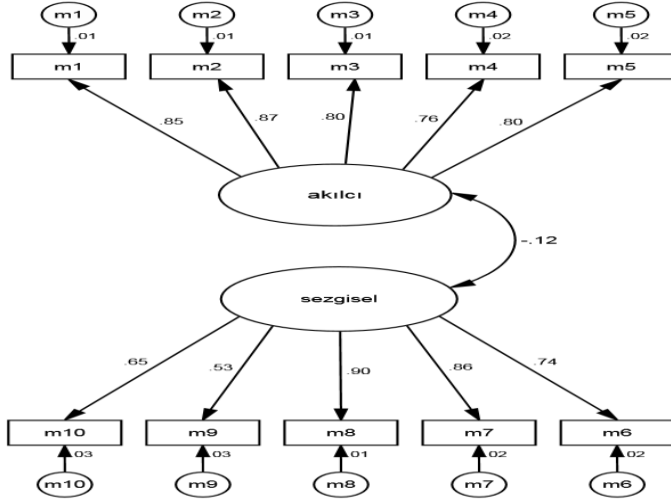 m1 m2 m3 m4 m5
.01 .01 .01 .02 .02
m1 m2 m3 m4 m5
.85 .87 .80 .76 .80
akılcı
-.12
sezgisel
.65 .53 .90 .86 .74
m10 m9 m8 m7 m6
.03 .03 .01 .02 .02
m10 m9 m8 m7 m6